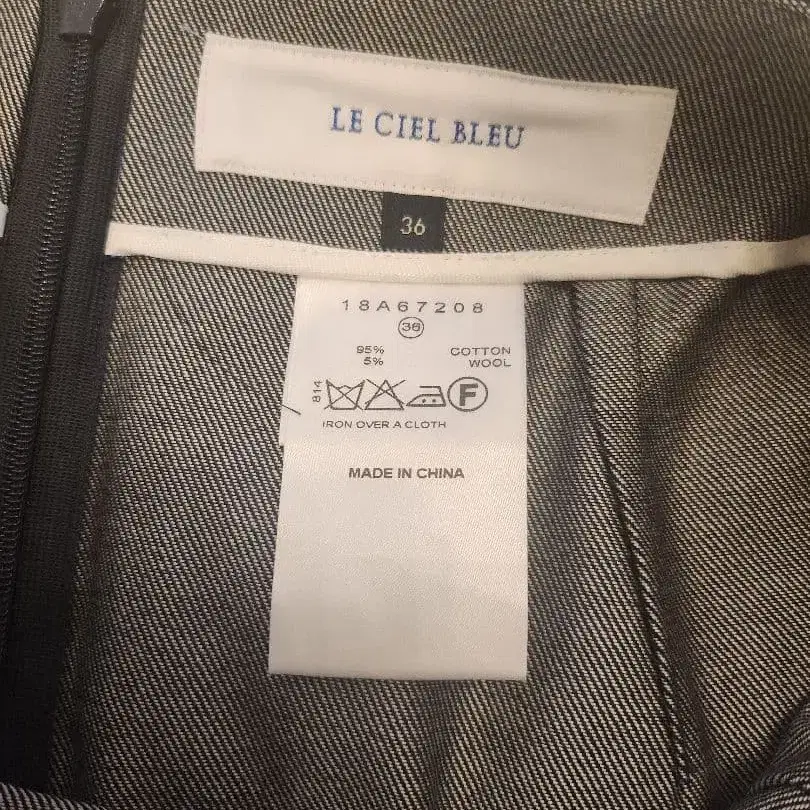 LE CIEL BLEU
36
18A67208
36
95% COTTON
5% WOOL
814
F
IRON OVER A CLOTH
MADE IN CHINA